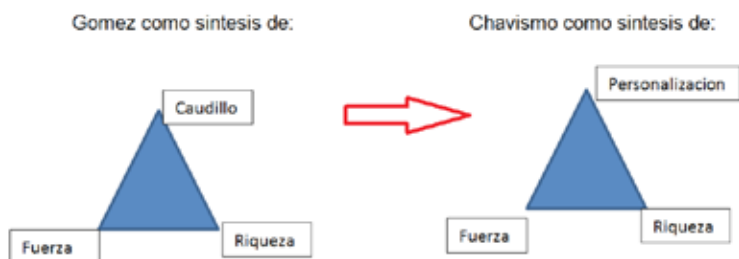 Gomez como sintesis de:
Caudillo
Fuerza
Riqueza
Chavismo como sintesis de:
Personalizacion
Fuerza
Riqueza